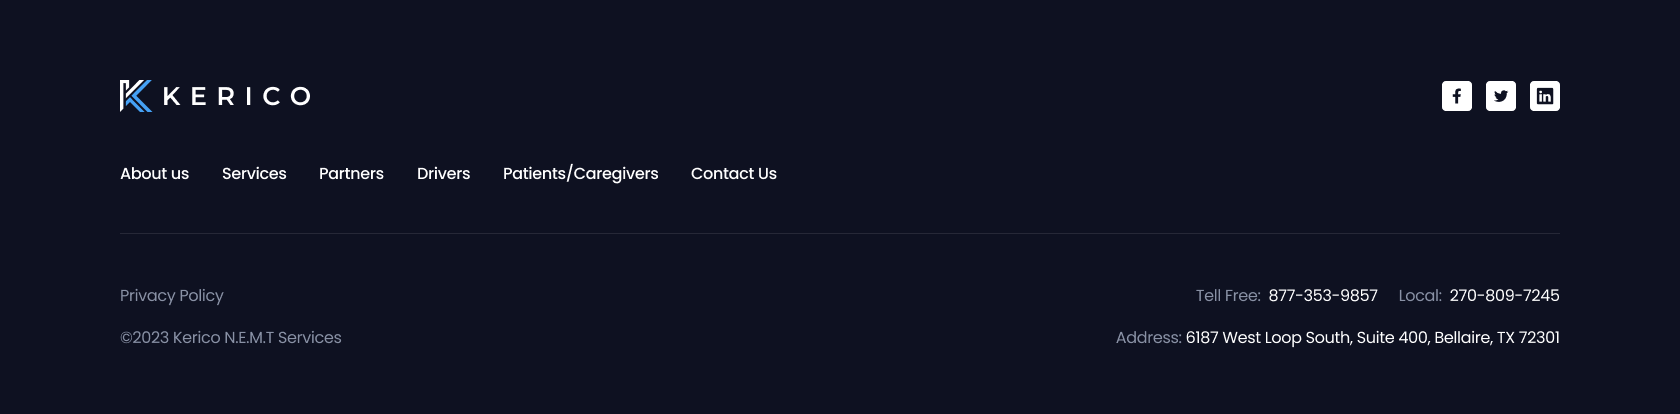 KERICO
About us Services Partners Drivers Patients/Caregivers Contact Us
Privacy Policy
Tell Free: 877-353-9857 Local: 270-809-7245
©2023 Kerico N.E.M.T Services
Address: 6187 West Loop South, Suite 400, Bellaire, TX 72301